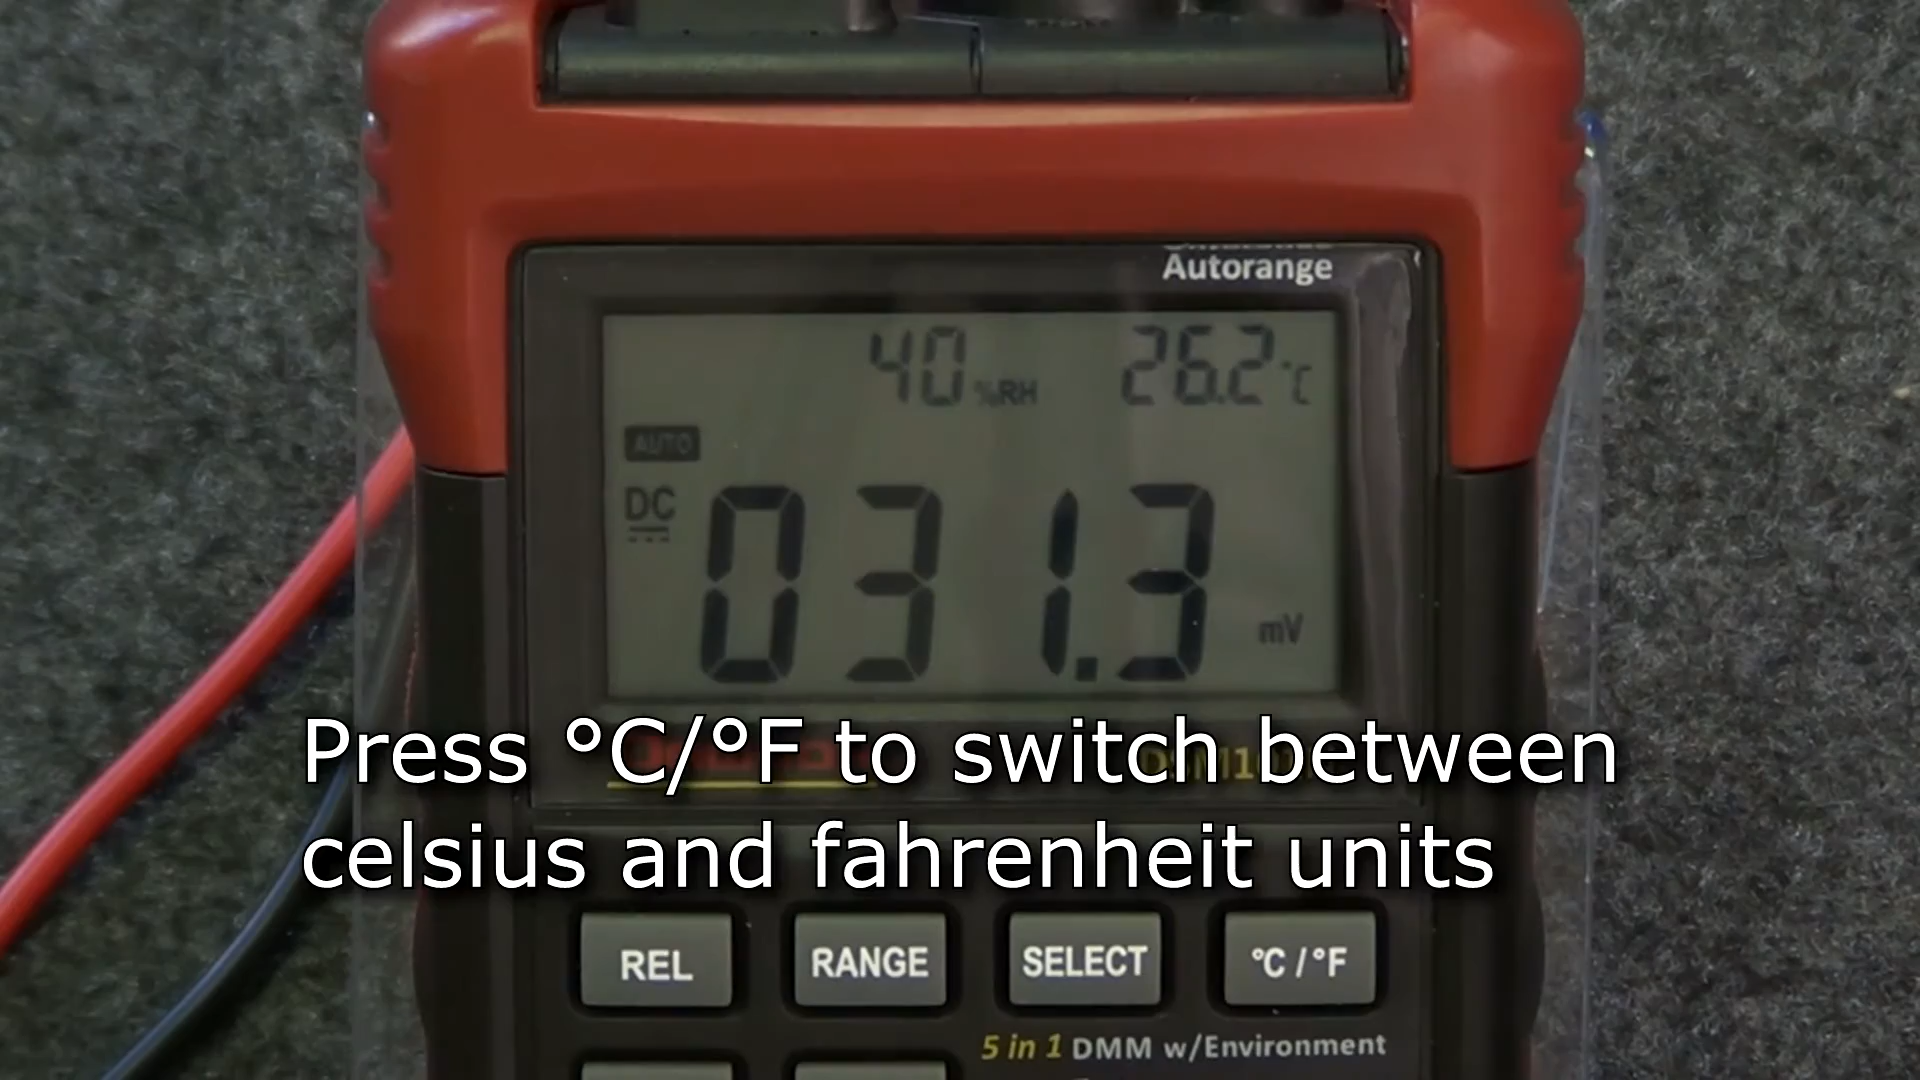 Autorange
40 %RH 26.2 °C
AUTO
DC
031.3 mV
Press °C/°F to switch between
celsius and fahrenheit units
REL RANGE SELECT °C / °F
5 in 1 DMM w/Environment